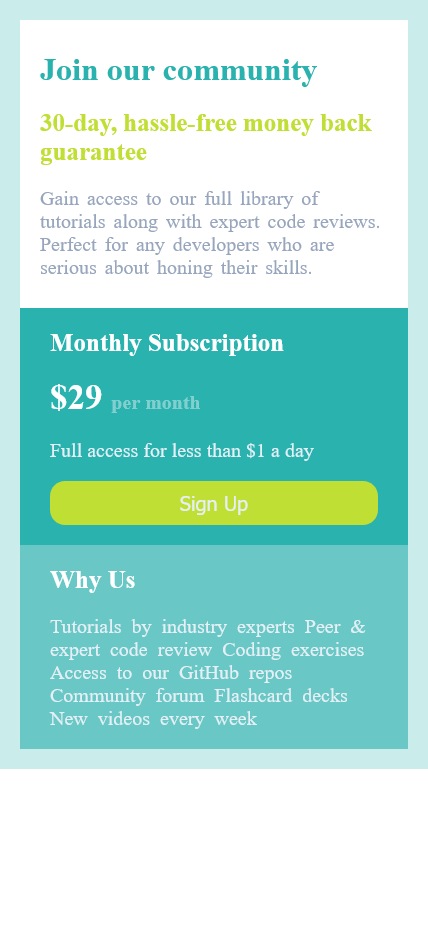 Join our community
30-day, hassle-free money back
guarantee
Gain access to our full library of
tutorials along with expert code reviews.
Perfect for any developers who are
serious about honing their skills.
Monthly Subscription
$29 per month
Full access for less than $1 a day
Sign Up
Why Us
Tutorials by industry experts Peer &
expert code review Coding exercises
Access to our GitHub repos
Community forum Flashcard decks
New videos every week